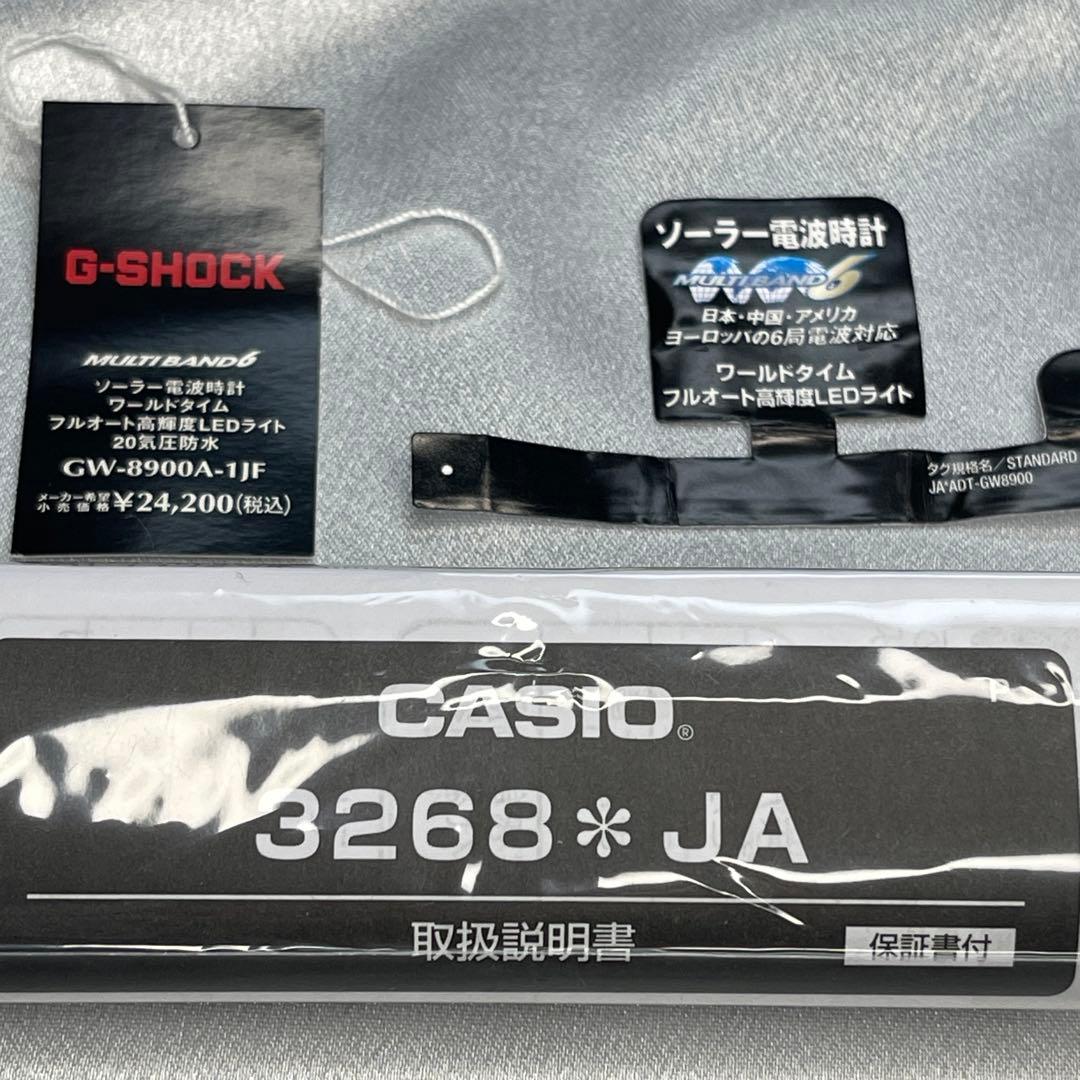 G-SHOCK
MULTI BAND 6
ソーラー電波時計
ワールドタイム
フルオート高輝度LEDライト
20気圧防水
GW-8900A-1JF
メーカー希望
小売価格 ¥24,200(税込)
ソーラー電波時計
MULTI BAND 6
日本・中国・アメリカ
ヨーロッパの6局電波対応
ワールドタイム
フルオート高輝度LEDライト
タグ規格名/STANDARD
JA*ADT-GW8900
CASIO®
3268*JA
取扱説明書
保証書付